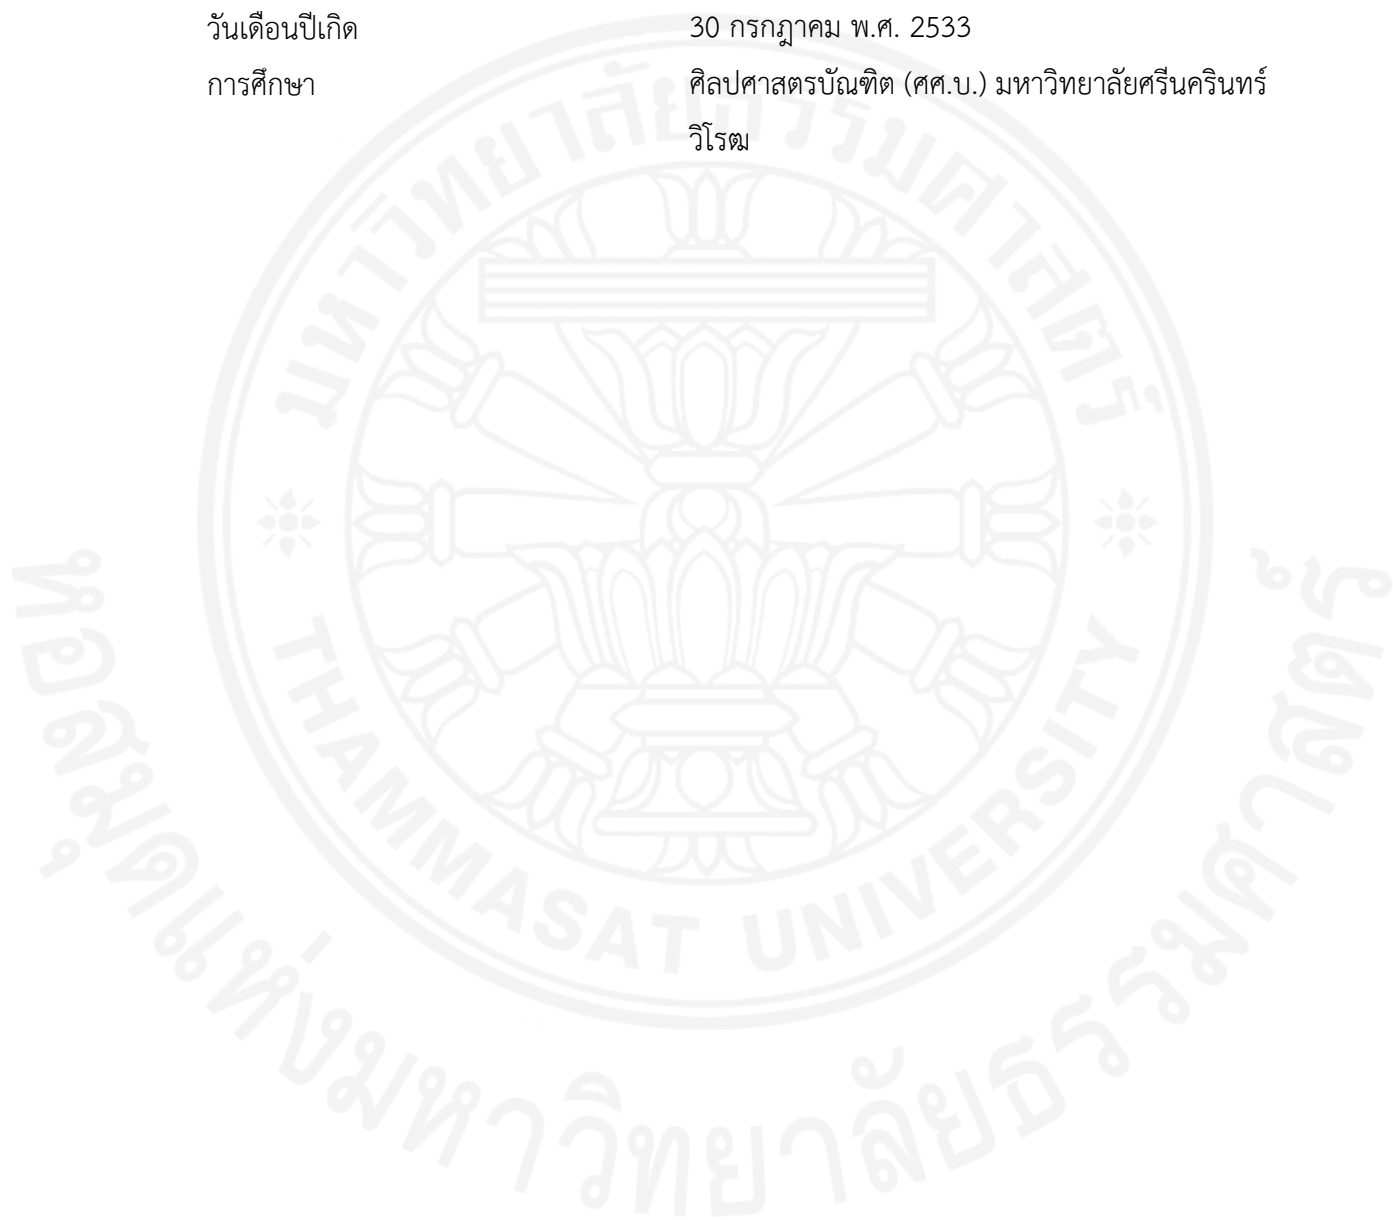 วันเดือนปีเกิด 30 กรกฎาคม พ.ศ. 2533
การศึกษา ศิลปศาสตรบัณฑิต (ศศ.บ.) มหาวิทยาลัยศรีนครินทร์
วิโรฒ
มหาวิทยาลัยธรรมศาสตร์
THAMMASAT UNIVERSITY
หอสมุดแห่งมหาวิทยาลัยธรรมศาสตร์